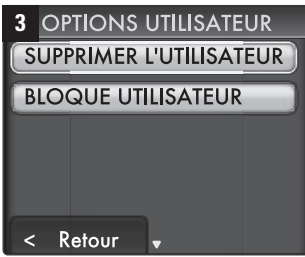 3 OPTIONS UTILISATEUR
SUPPRIMER L'UTILISATEUR
BLOQUE UTILISATEUR
< Retour